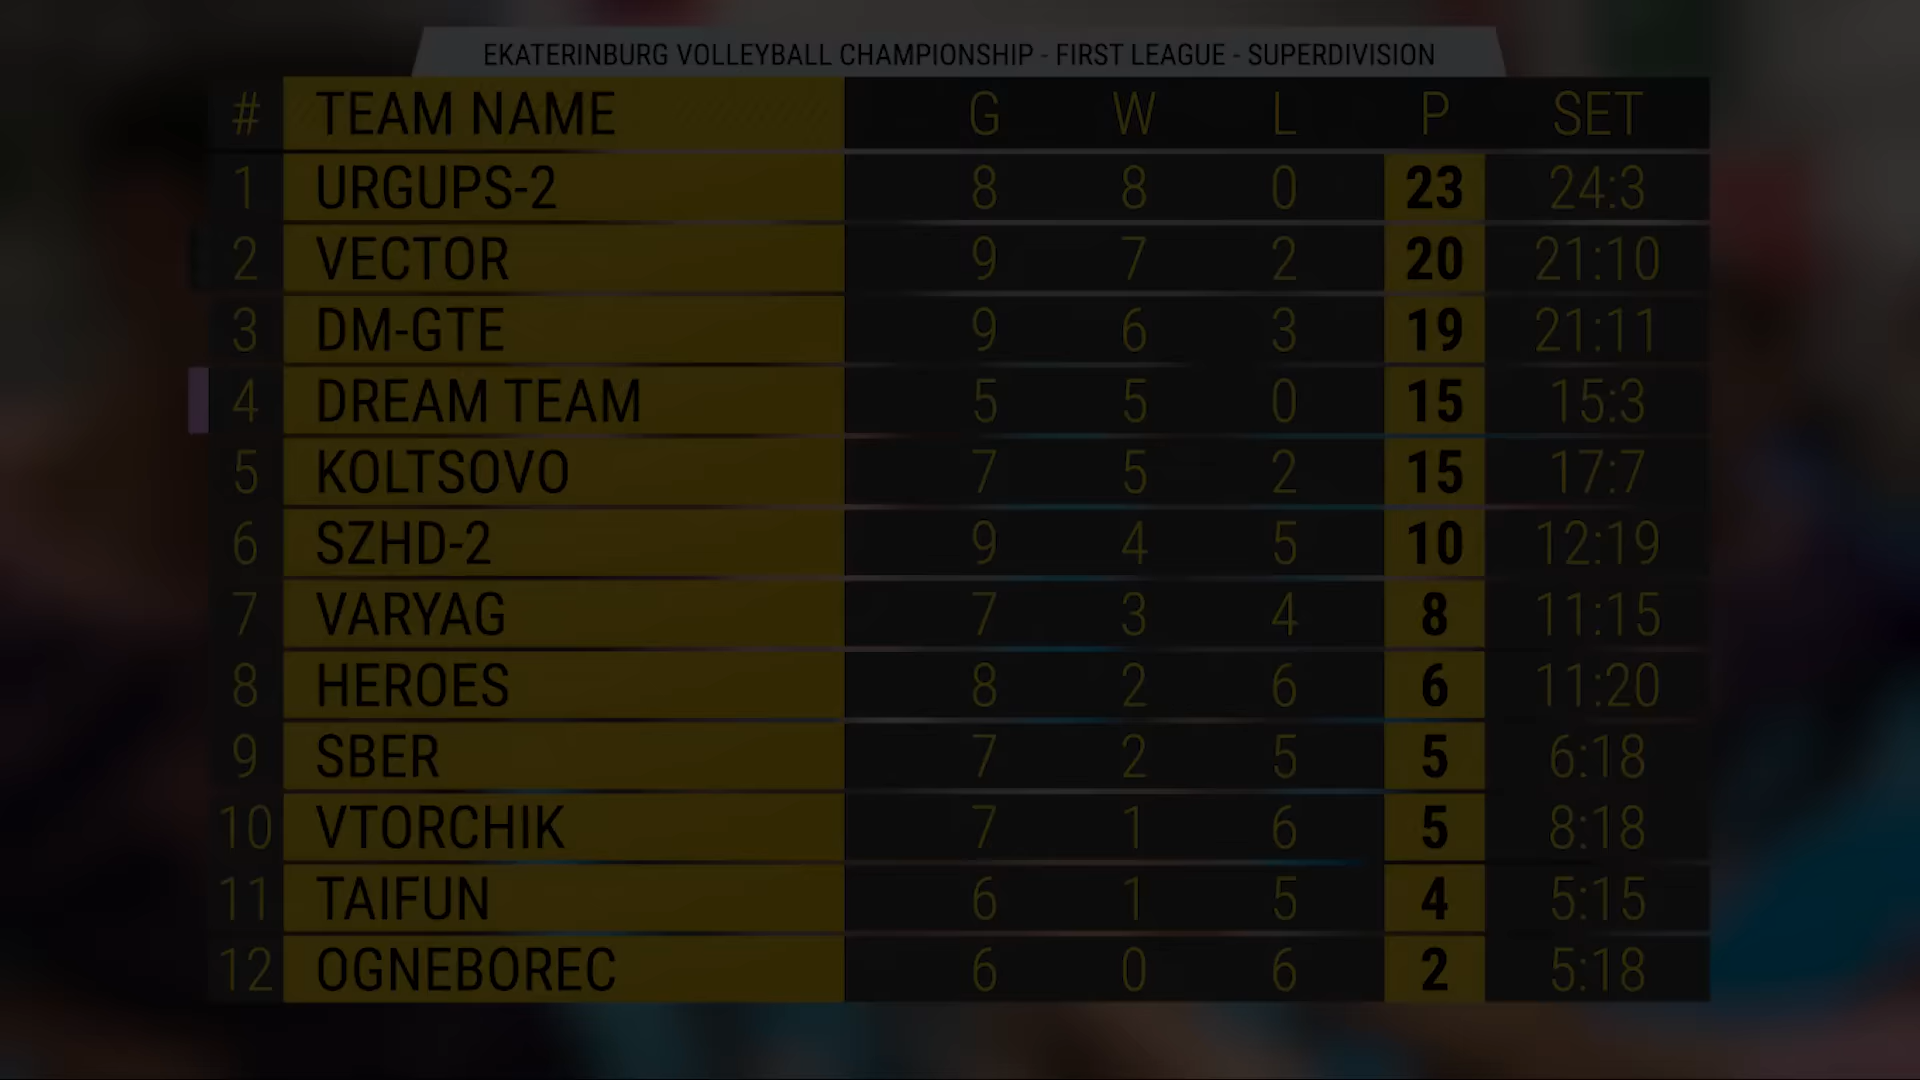 EKATERINBURG VOLLEYBALL CHAMPIONSHIP - FIRST LEAGUE - SUPERDIVISION
# TEAM NAME G W L P SET
1 URGUPS-2 8 8 0 23 24:3
2 VECTOR 9 7 2 20 21:10
3 DM-GTE 9 6 3 19 21:11
4 DREAM TEAM 5 5 0 15 15:3
5 KOLTSOVO 7 5 2 15 17:7
6 SZHD-2 9 4 5 10 12:19
7 VARYAG 7 3 4 8 11:15
8 HEROES 8 2 6 6 11:20
9 SBER 7 2 5 5 6:18
10 VTORCHIK 7 1 6 5 8:18
11 TAIFUN 6 1 5 4 5:15
12 OGNEBOREC 6 0 6 2 5:18